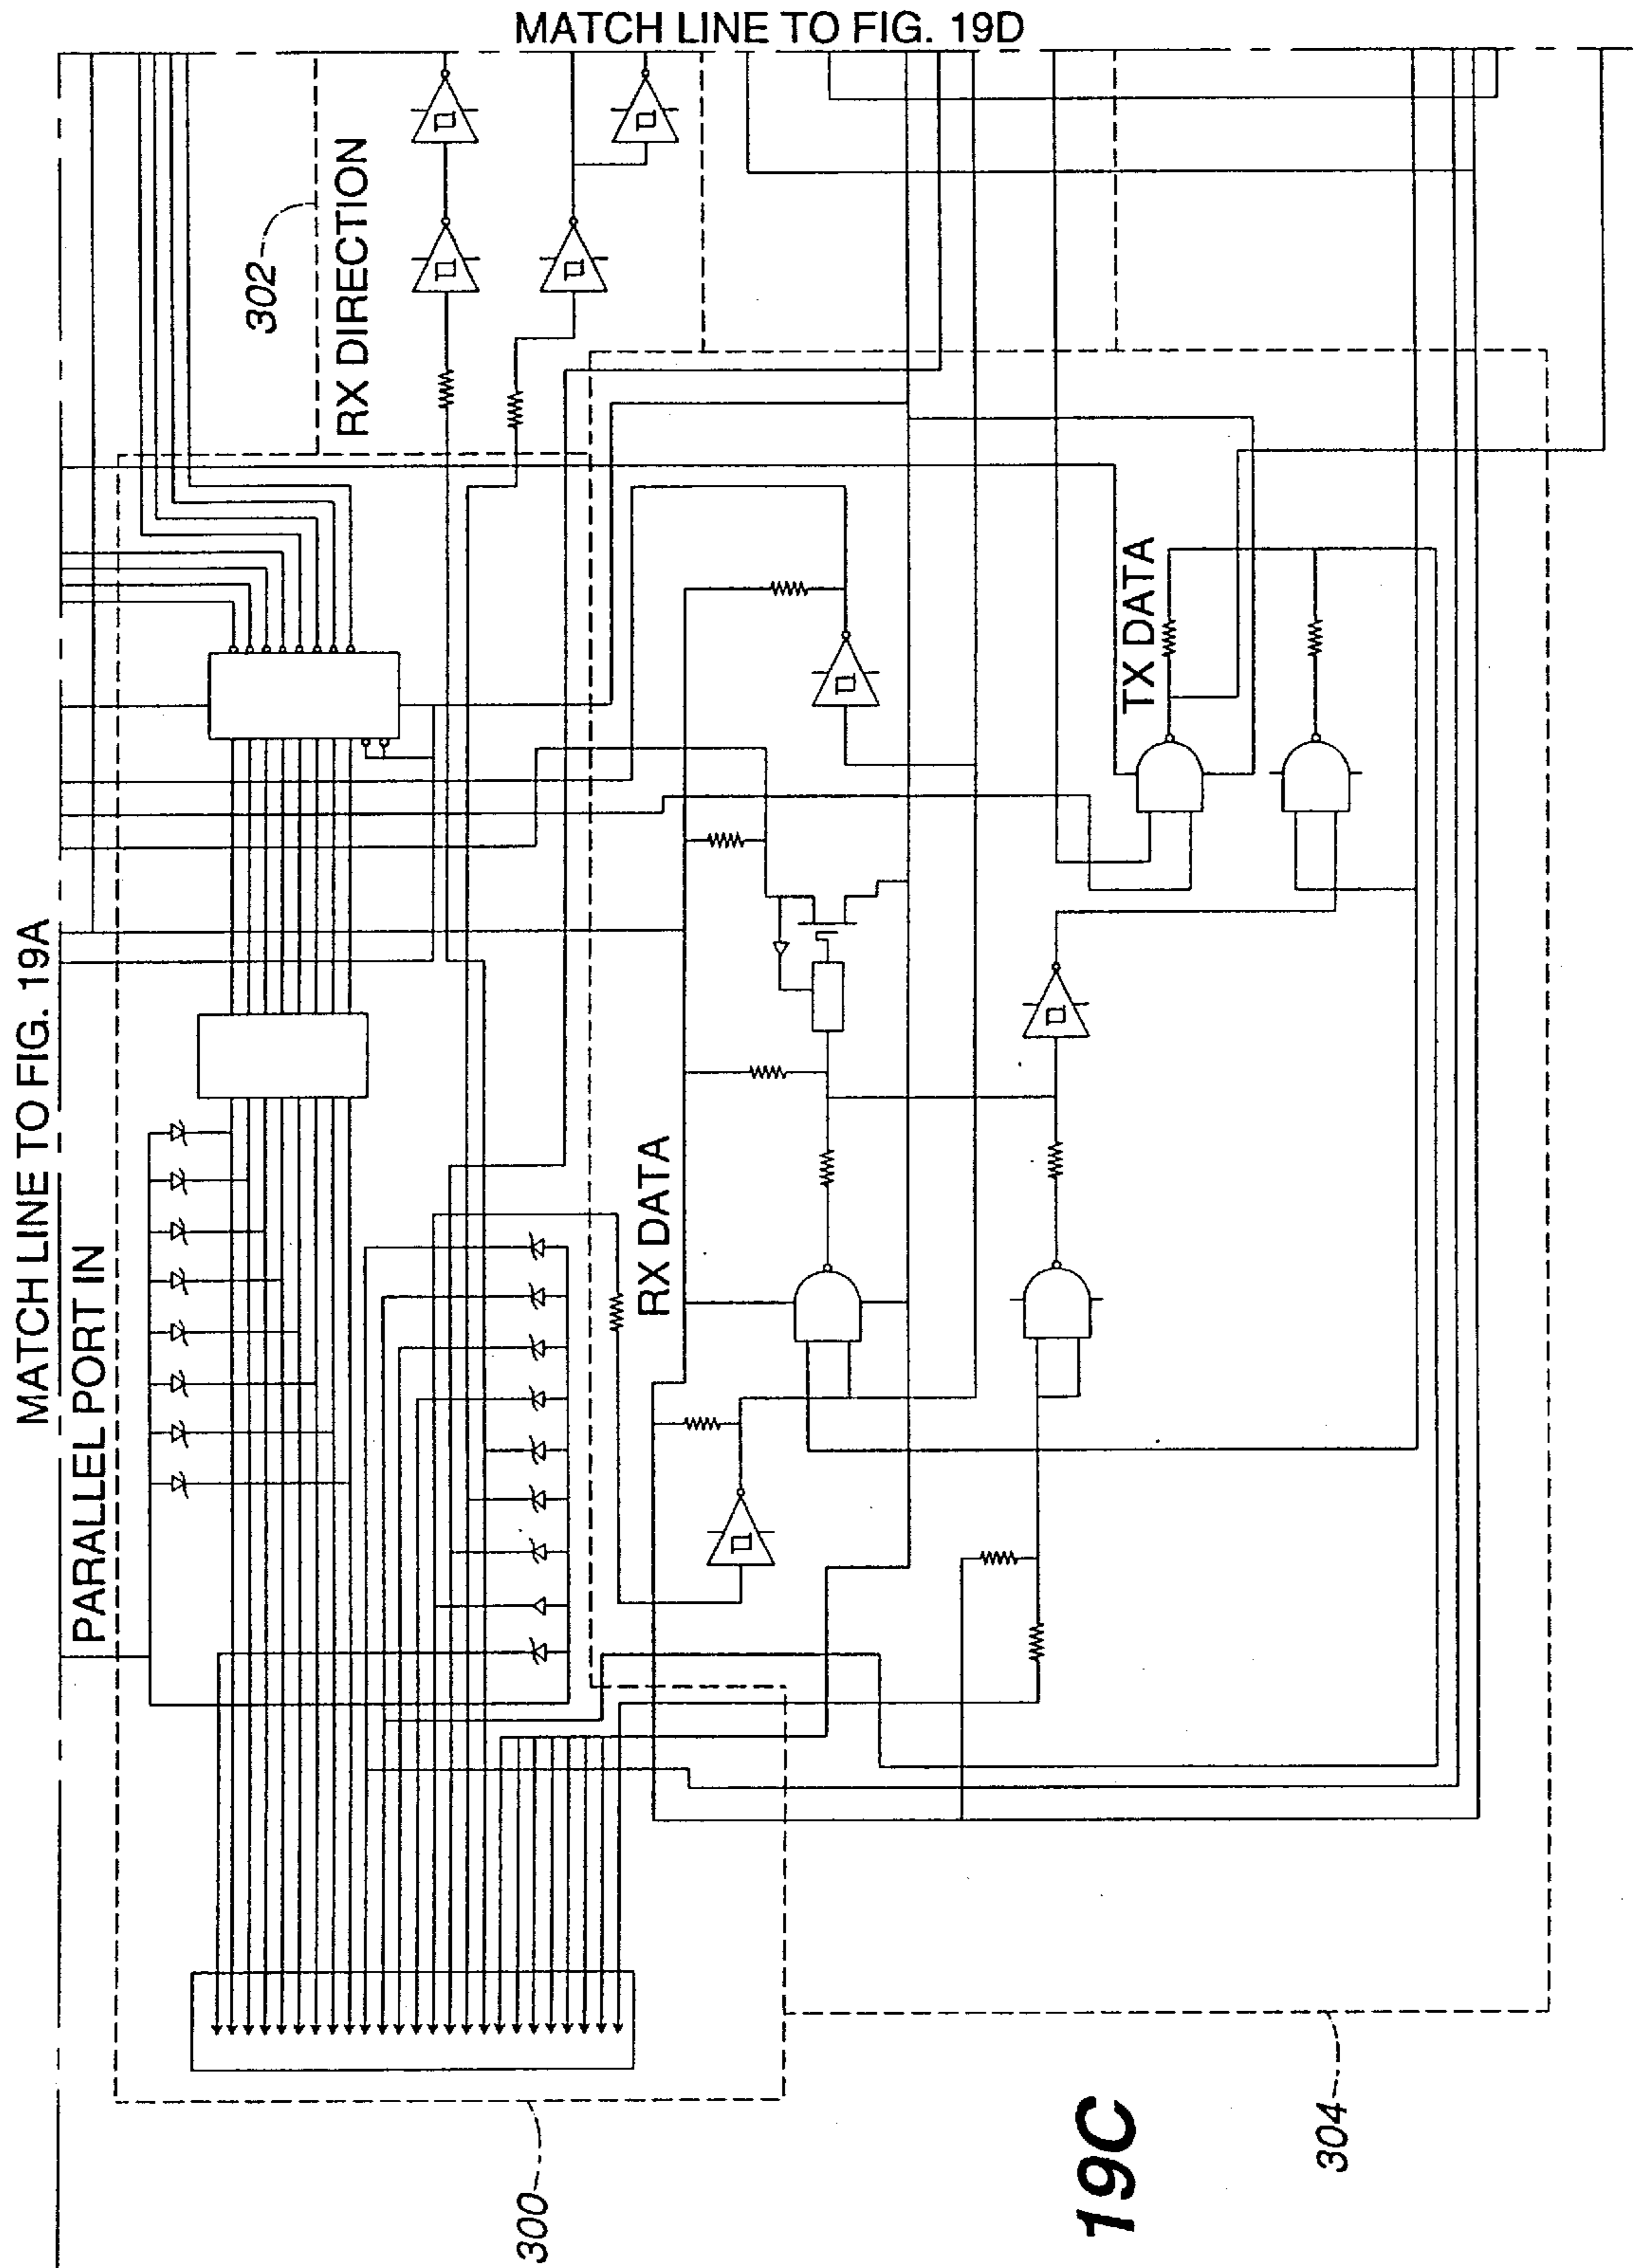 MATCH LINE TO FIG. 19D
MATCH LINE TO FIG. 19A
PARALLEL PORT IN
302
RX DIRECTION
RX DATA
TX DATA
300
304
19C